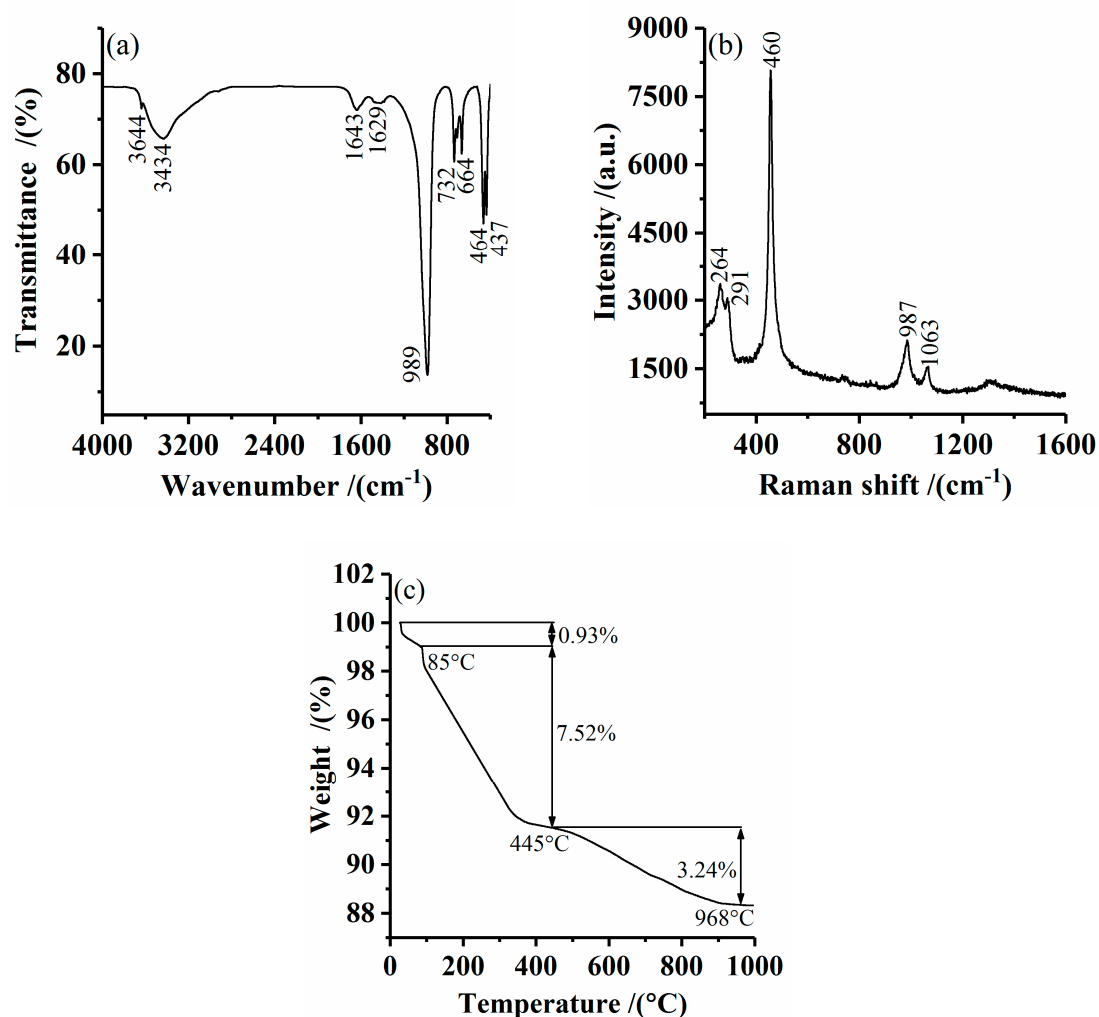 (a)
80
60
40
20
Transmittance /(%)
3644
3434
1643
1629
989
732
664
464
437
4000 3200 2400 1600 800
Wavenumber /(cm-1)
(b)
9000
7500
6000
4500
3000
1500
Intensity /(a.u.)
264
291
460
987
1063
400 800 1200 1600
Raman shift /(cm-1)
(c)
102
100
98
96
94
92
90
88
Weight /(%)
0.93%
85°C
7.52%
445°C
3.24%
968°C
0 200 400 600 800 1000
Temperature /(°C)